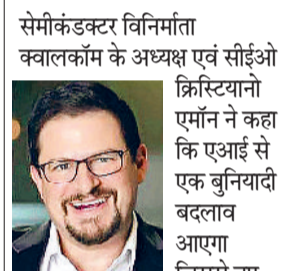 सेमीकंडक्टर विनिर्माता
क्वालकॉम के अध्यक्ष एवं सीईओ
क्रिस्टियानो
एमॉन ने कहा
कि एआई से
एक बुनियादी
बदलाव
आएगा